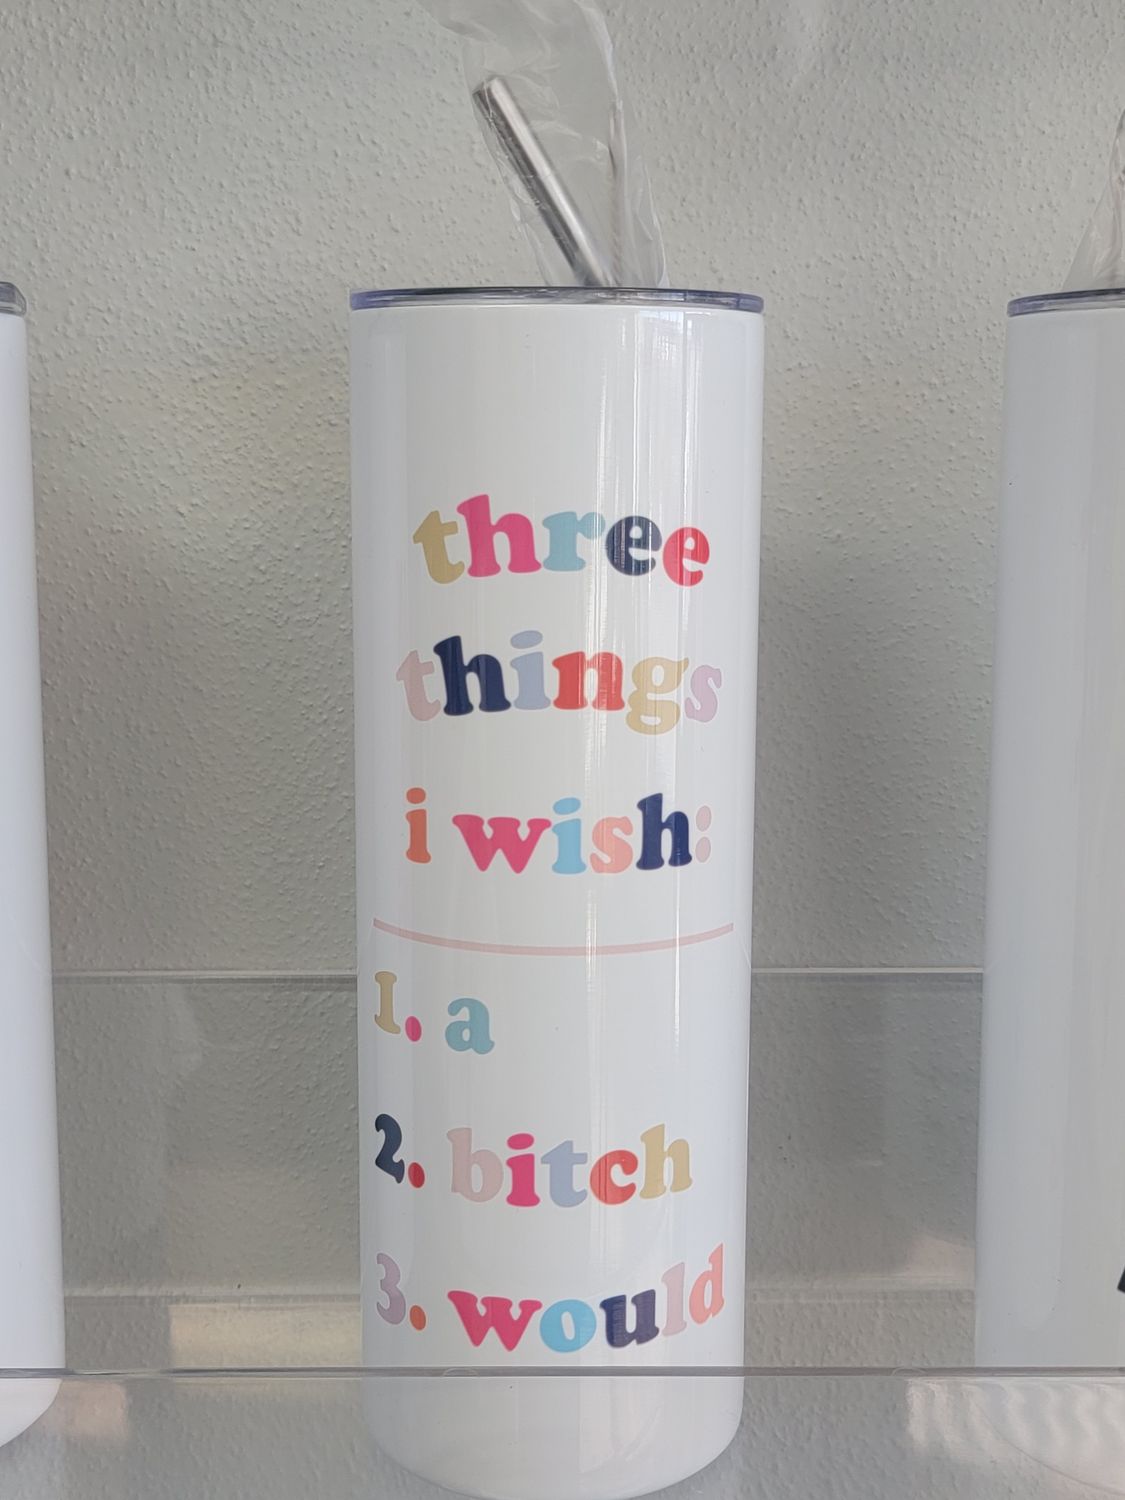 three
things
i wish:
1. a
2. bitch
3. would